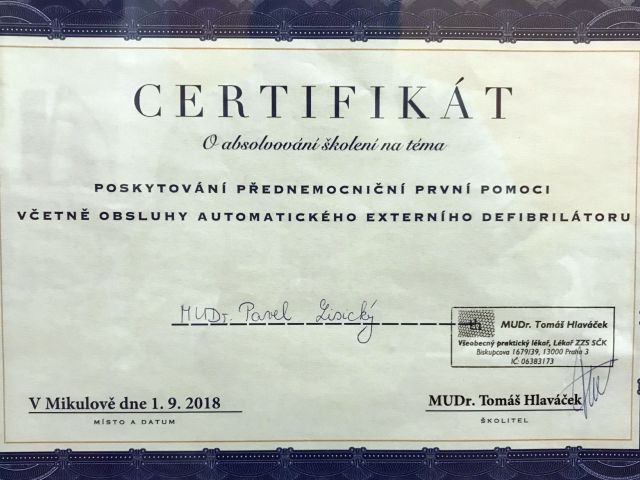 CERTIFIKÁT
O absolvování školení na téma
POSKYTOVÁNÍ PŘEDNEMOCNIČNÍ PRVNÍ POMOCI
VČETNĚ OBSLUHY AUTOMATICKÉHO EXTERNÍHO DEFIBRILÁTORU
MUDr. Pavel Lisický
th MUDr. Tomáš Hlaváček
Všeobecný praktický lékař, Lékař ZZS SČK
Biskupcova 1679/39, 13000 Praha 3
IČ: 06383173
V Mikulově dne 1. 9. 2018
MÍSTO A DATUM
MUDr. Tomáš Hlaváček
ŠKOLITEL